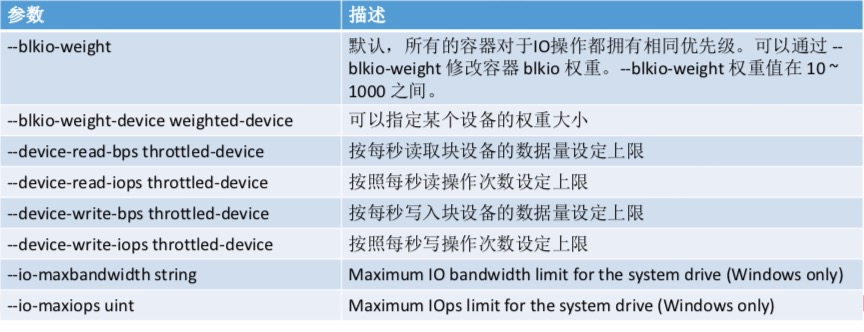 参数 描述
--blkio-weight 默认，所有的容器对于IO操作都拥有相同优先级。可以通过 --
blkio-weight 修改容器 blkio 权重。--blkio-weight 权重值在 10 ~
1000 之间。
--blkio-weight-device weighted-device 可以指定某个设备的权重大小
--device-read-bps throttled-device 按每秒读取块设备的数据量设定上限
--device-read-iops throttled-device 按照每秒读操作次数设定上限
--device-write-bps throttled-device 按每秒写入块设备的数据量设定上限
--device-write-iops throttled-device 按照每秒写操作次数设定上限
--io-maxbandwidth string Maximum IO bandwidth limit for the system drive (Windows only)
--io-maxiops uint Maximum IOps limit for the system drive (Windows only)